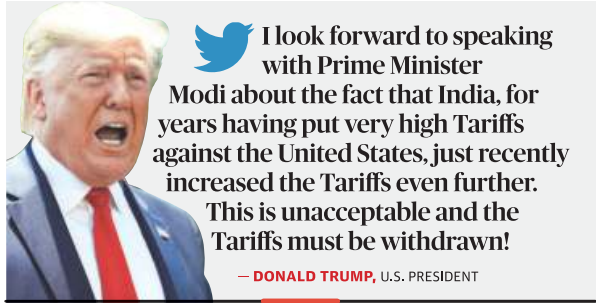 I look forward to speaking
with Prime Minister
Modi about the fact that India, for
years having put very high Tariffs
against the United States, just recently
increased the Tariffs even further.
This is unacceptable and the
Tariffs must be withdrawn!
— DONALD TRUMP, U.S. PRESIDENT